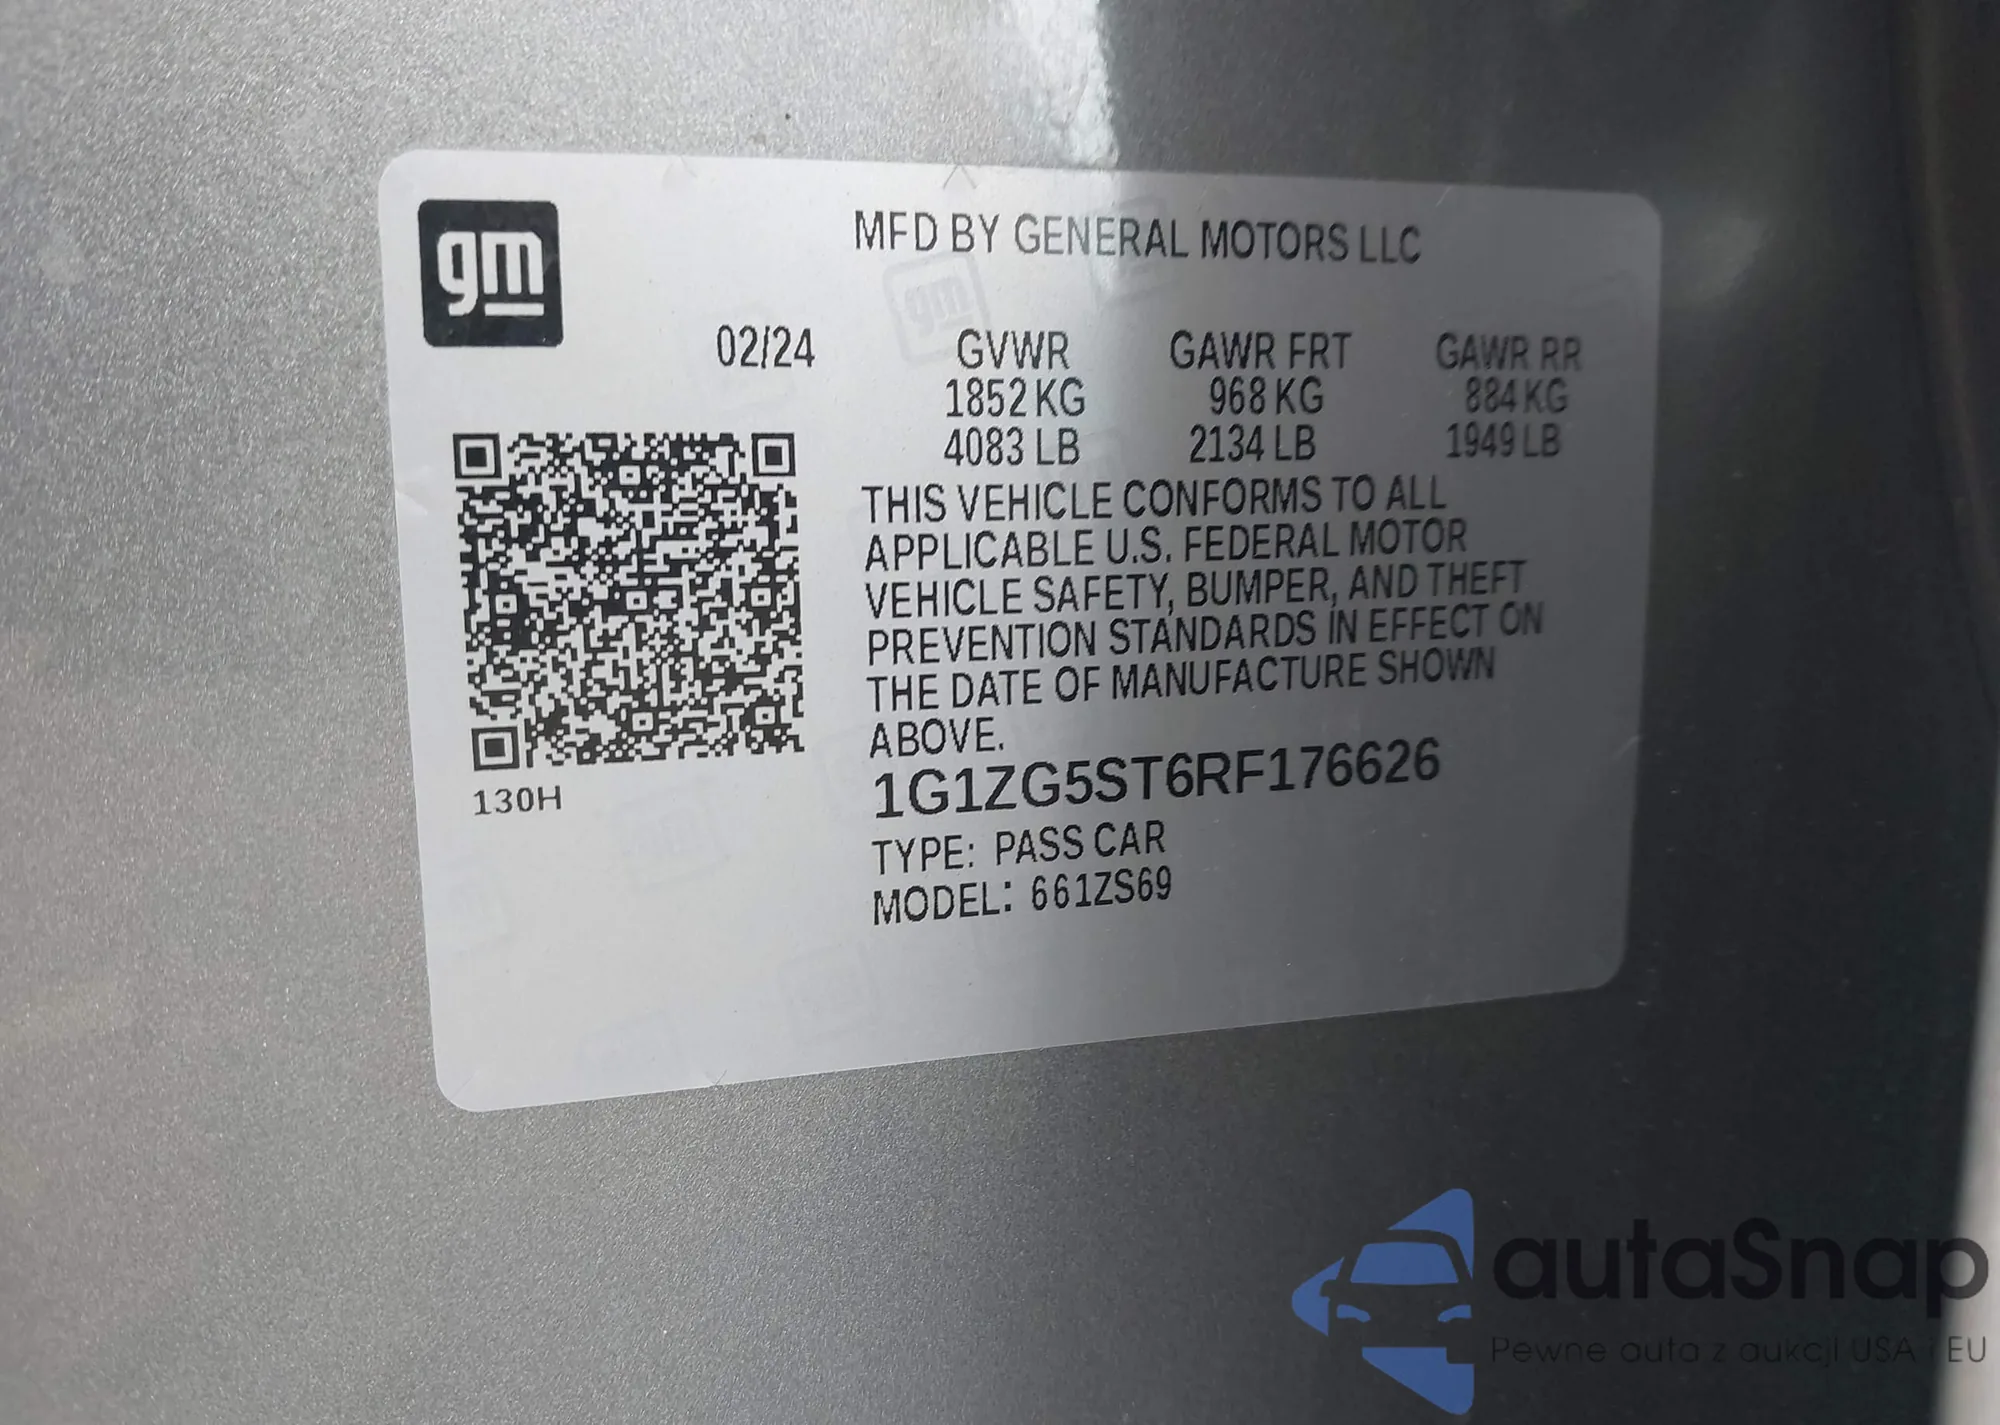 gm
MFD BY GENERAL MOTORS LLC
02/24 GVWR GAWR FRT GAWR RR
1852 KG 968 KG 884 KG
4083 LB 2134 LB 1949 LB
THIS VEHICLE CONFORMS TO ALL
APPLICABLE U.S. FEDERAL MOTOR
VEHICLE SAFETY, BUMPER, AND THEFT
PREVENTION STANDARDS IN EFFECT ON
THE DATE OF MANUFACTURE SHOWN
ABOVE.
1G1ZG5ST6RF176626
130H
TYPE: PASS CAR
MODEL: 661ZS69
autaSnap
Pewne auta z aukcji USA i EU